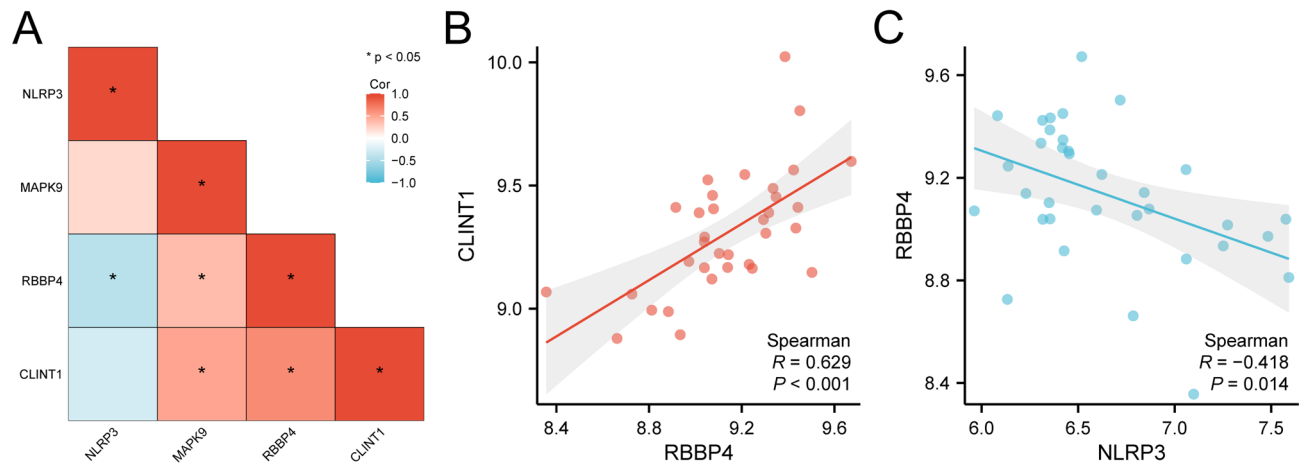 A
* p < 0.05
Cor
1.0
0.5
0.0
−0.5
−1.0
NLRP3
*
MAPK9
*
RBBP4
* * *
CLINT1
* * *
NLRP3 MAPK9 RBBP4 CLINT1
B
CLINT1
10.0
9.5
9.0
8.4 8.8 9.2 9.6
RBBP4
Spearman
R = 0.629
P < 0.001
C
RBBP4
9.6
9.2
8.8
8.4
6.0 6.5 7.0 7.5
NLRP3
Spearman
R = −0.418
P = 0.014